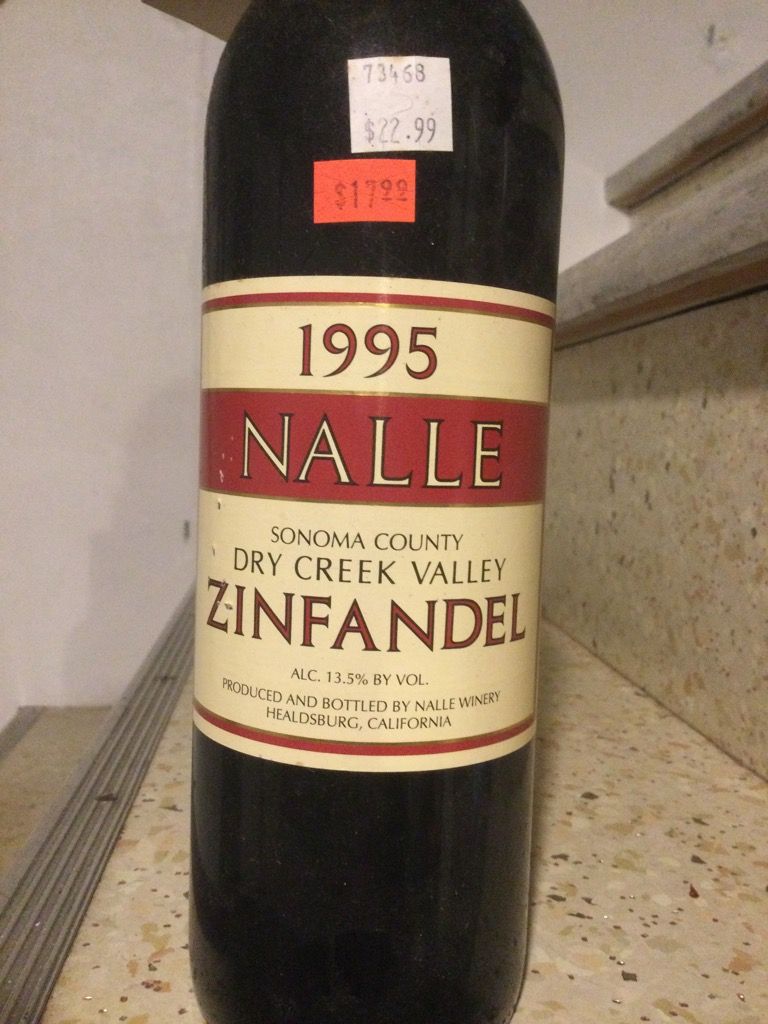 73468
$22.99
$17.99
1995
NALLE
SONOMA COUNTY
DRY CREEK VALLEY
ZINFANDEL
ALC. 13.5% BY VOL.
PRODUCED AND BOTTLED BY NALLE WINERY
HEALDSBURG, CALIFORNIA